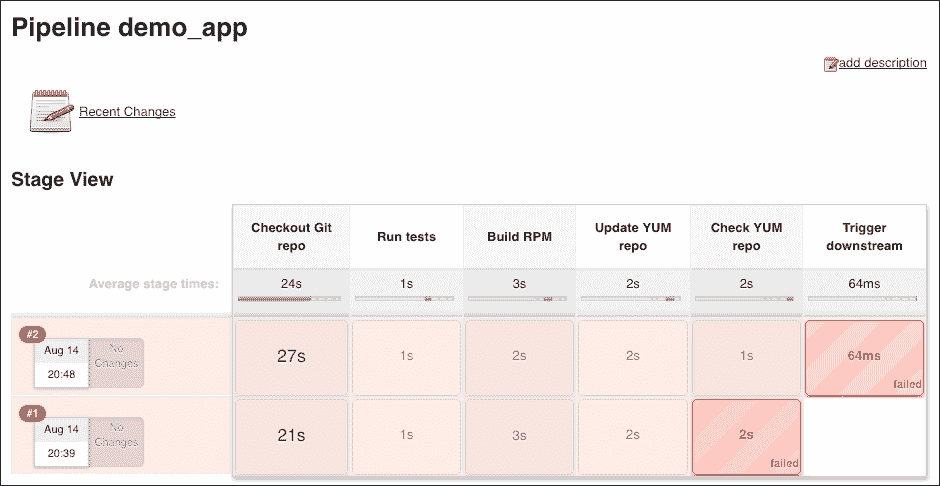 Pipeline demo_app
add description
Recent Changes
Stage View
Checkout Git
repo
Run tests
Build RPM
Update YUM
repo
Check YUM
repo
Trigger
downstream
Average stage times:
24s
1s
3s
2s
2s
64ms
#2
Aug 14
20:48
No
Changes
27s
1s
2s
2s
1s
64ms
failed
#1
Aug 14
20:39
No
Changes
21s
1s
3s
2s
2s
failed